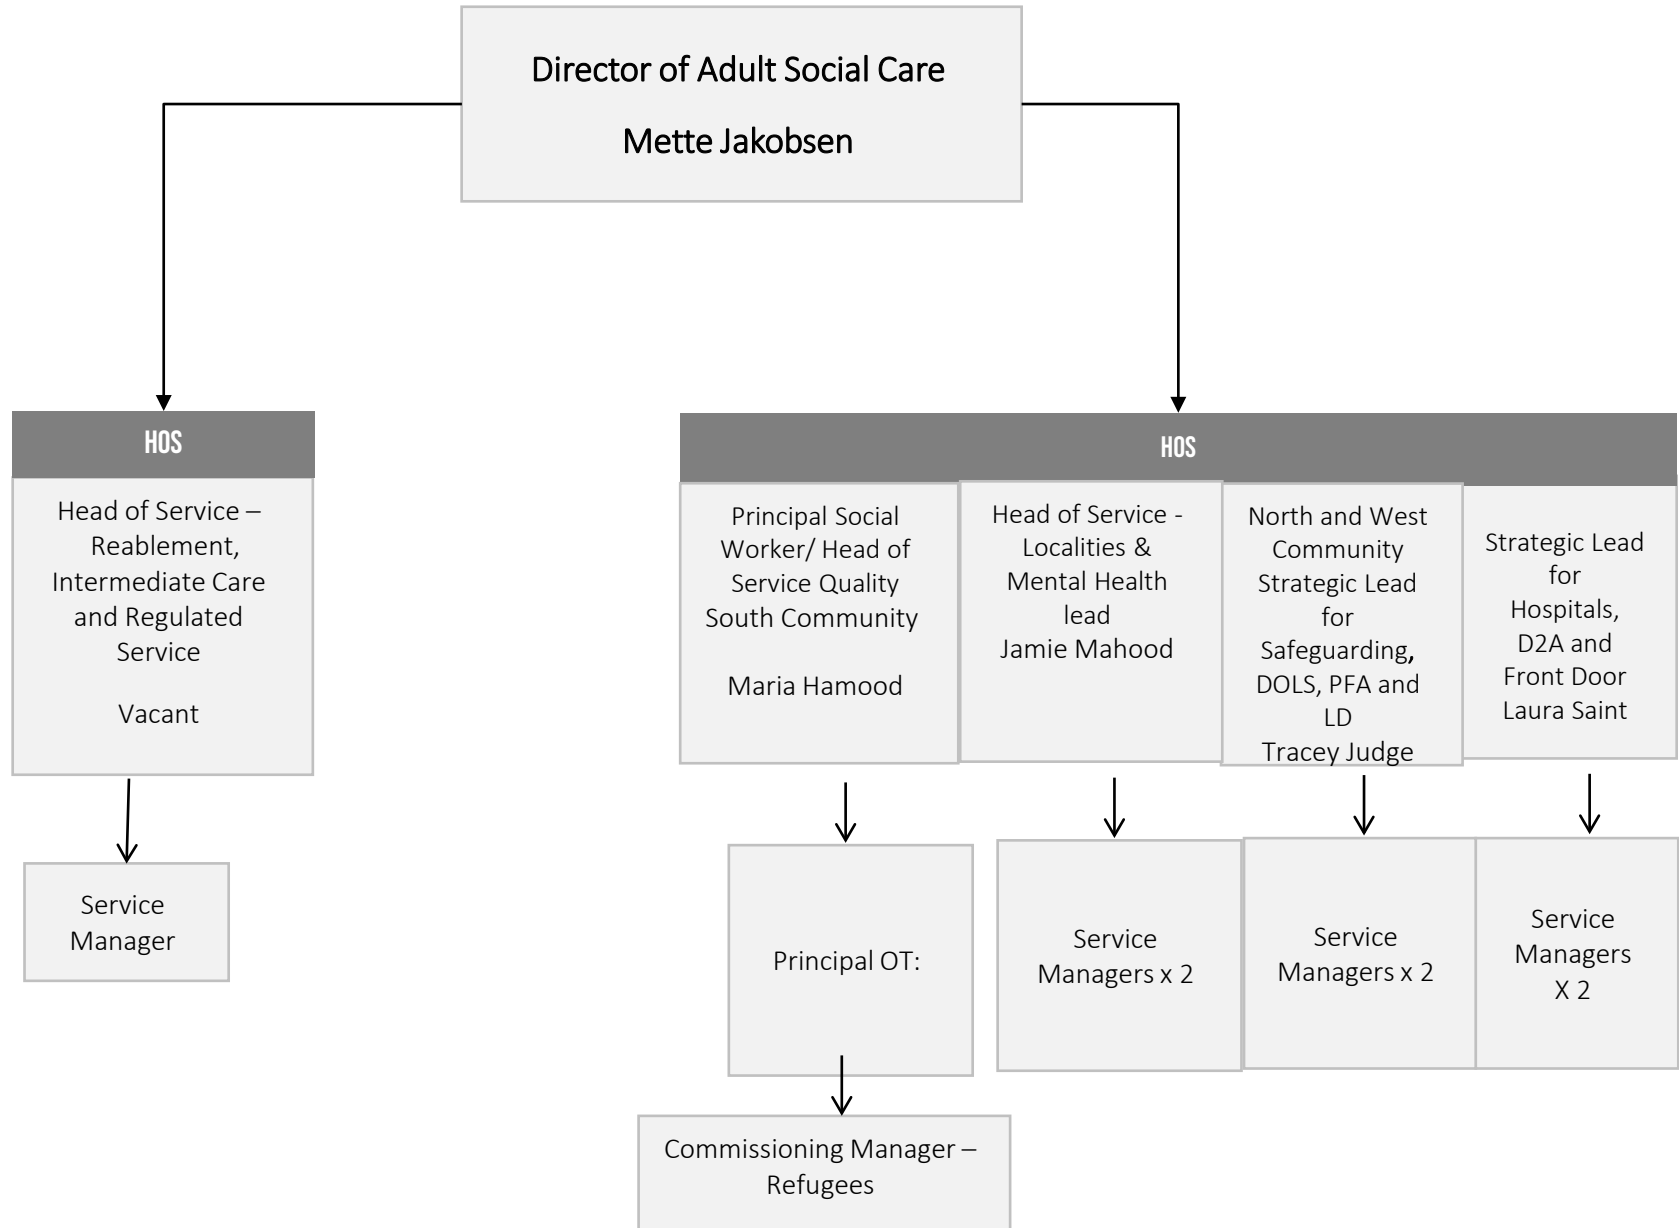 Director of Adult Social Care
Mette Jakobsen
HOS
Head of Service –
Reablement,
Intermediate Care
and Regulated
Service
Vacant
Service
Manager
HOS
Principal Social
Worker/ Head of
Service Quality
South Community
Maria Hamood
Head of Service -
Localities &
Mental Health
lead
Jamie Mahood
North and West
Community
Strategic Lead
for
Safeguarding,
DOLS, PFA and
LD
Tracey Judge
Strategic Lead
for
Hospitals,
D2A and
Front Door
Laura Saint
Principal OT:
Service
Managers x 2
Service
Managers x 2
Service
Managers
X 2
Commissioning Manager –
Refugees